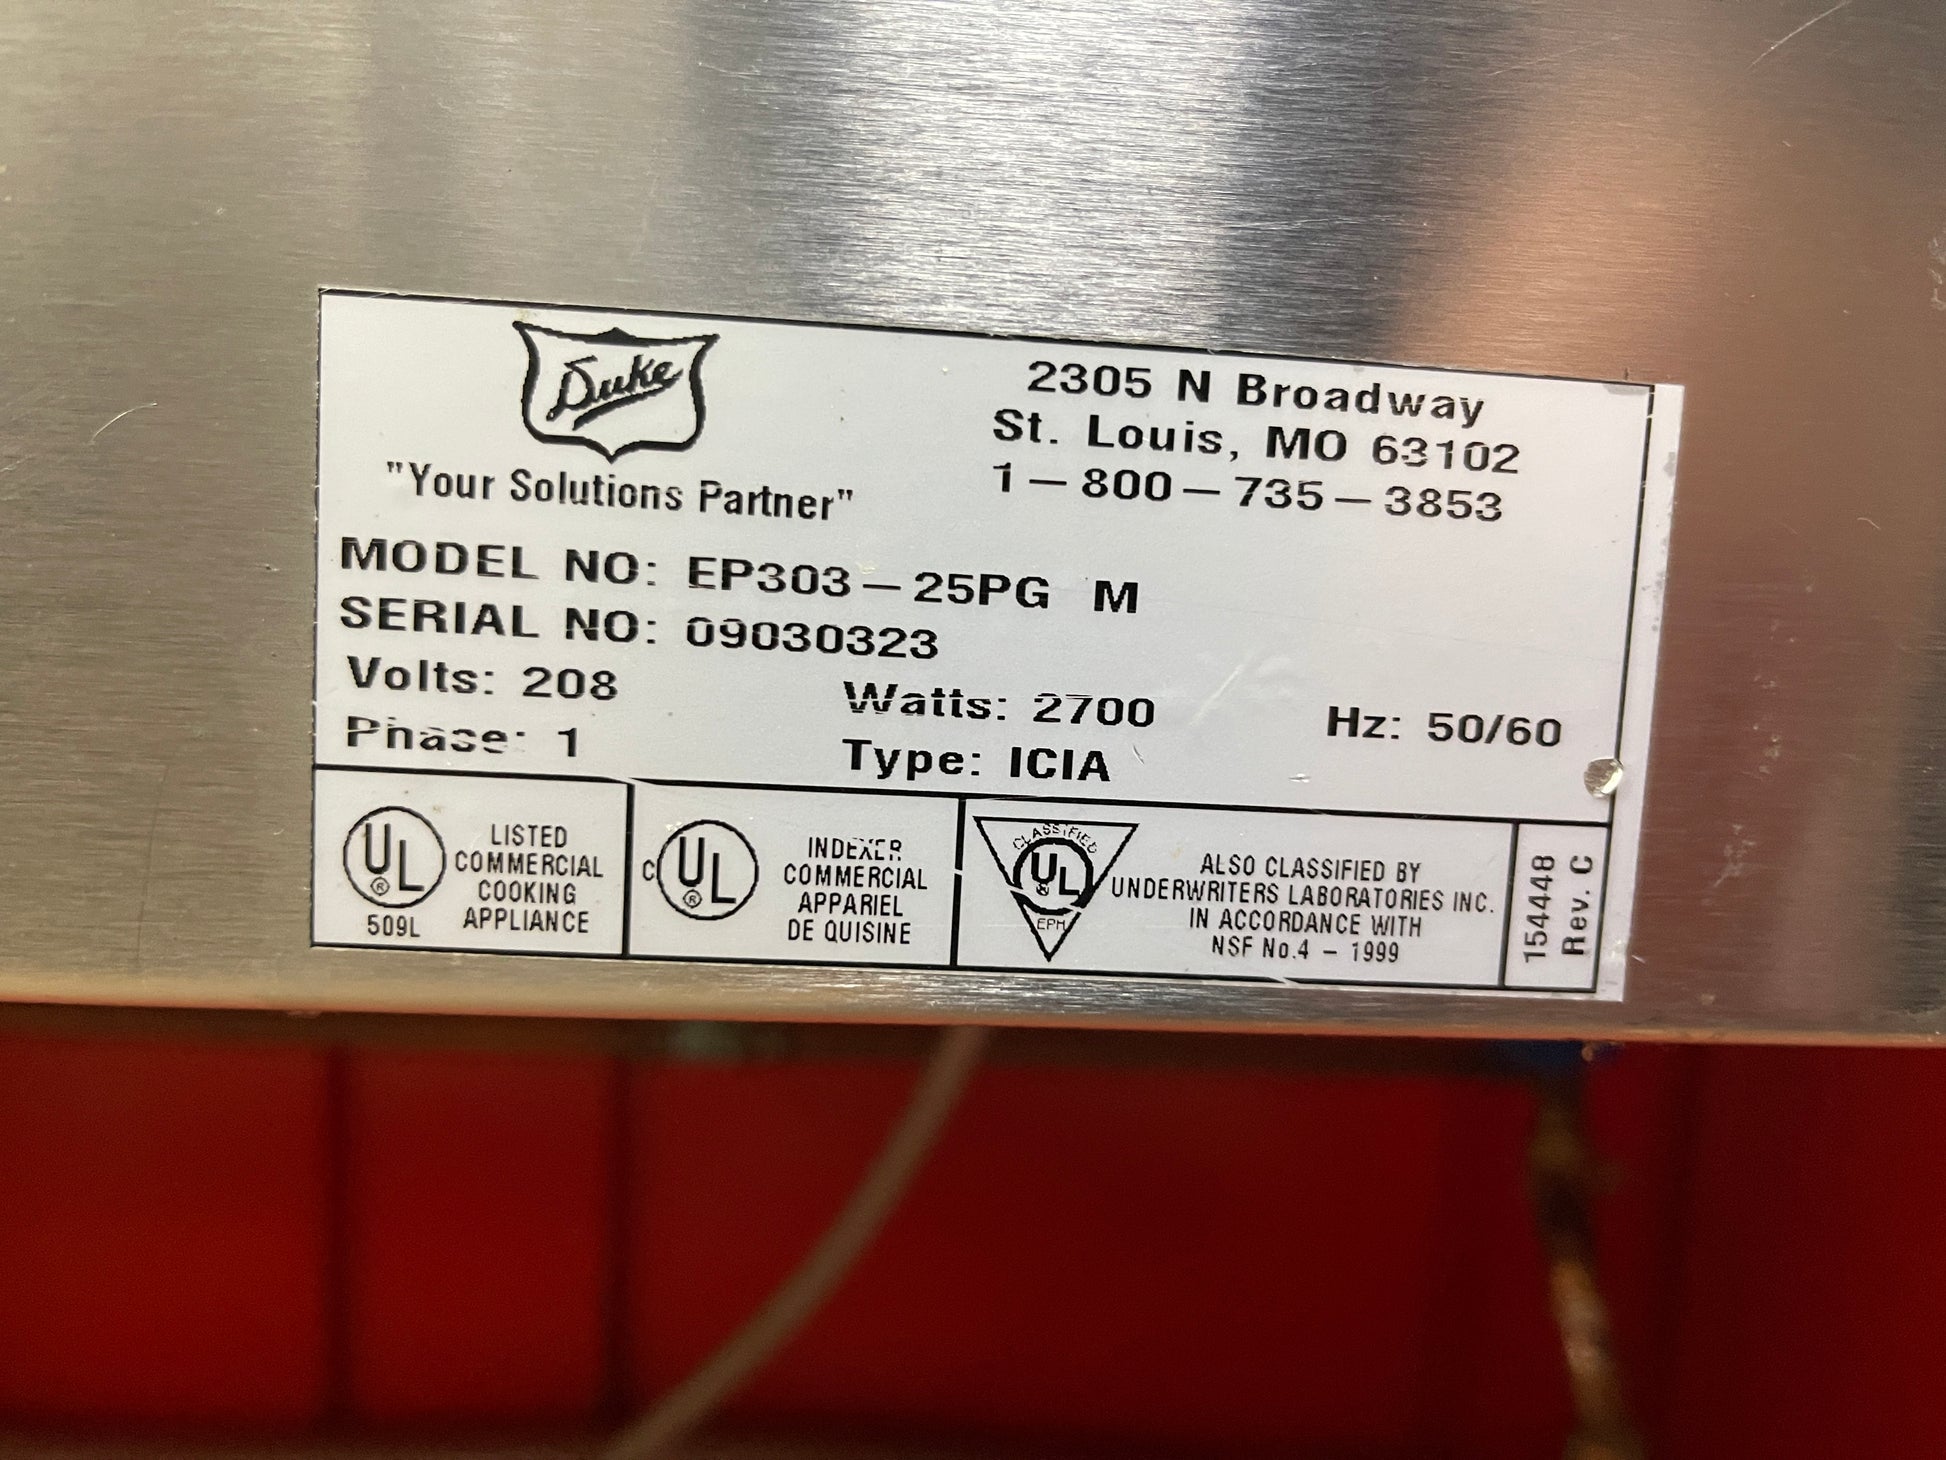 Duke
"Your Solutions Partner"
2305 N Broadway
St. Louis, MO 63102
1-800-735-3853
MODEL NO: EP303-25PG M
SERIAL NO: 09030323
Volts: 208 Watts: 2700 Hz: 50/60
Phase: 1 Type: ICIA
UL
®
509L
LISTED
COMMERCIAL
COOKING
APPLIANCE
C UL
®
INDEXER
COMMERCIAL
APPARIEL
DE QUISINE
CLASSIFIED
UL
®
EPH
ALSO CLASSIFIED BY
UNDERWRITERS LABORATORIES INC.
IN ACCORDANCE WITH
NSF No.4 - 1999
154448
Rev. C